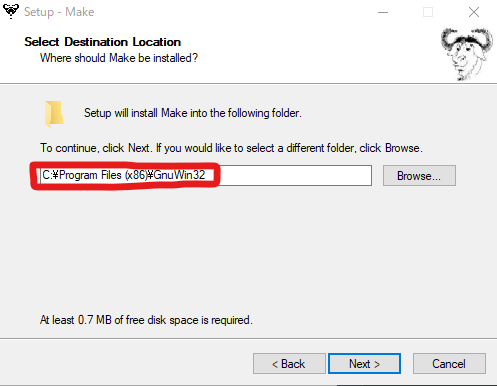 Setup - Make
Select Destination Location
Where should Make be installed?
Setup will install Make into the following folder.
To continue, click Next. If you would like to select a different folder, click Browse.
C:¥Program Files (x86)¥GnuWin32
Browse...
At least 0.7 MB of free disk space is required.
< Back
Next >
Cancel